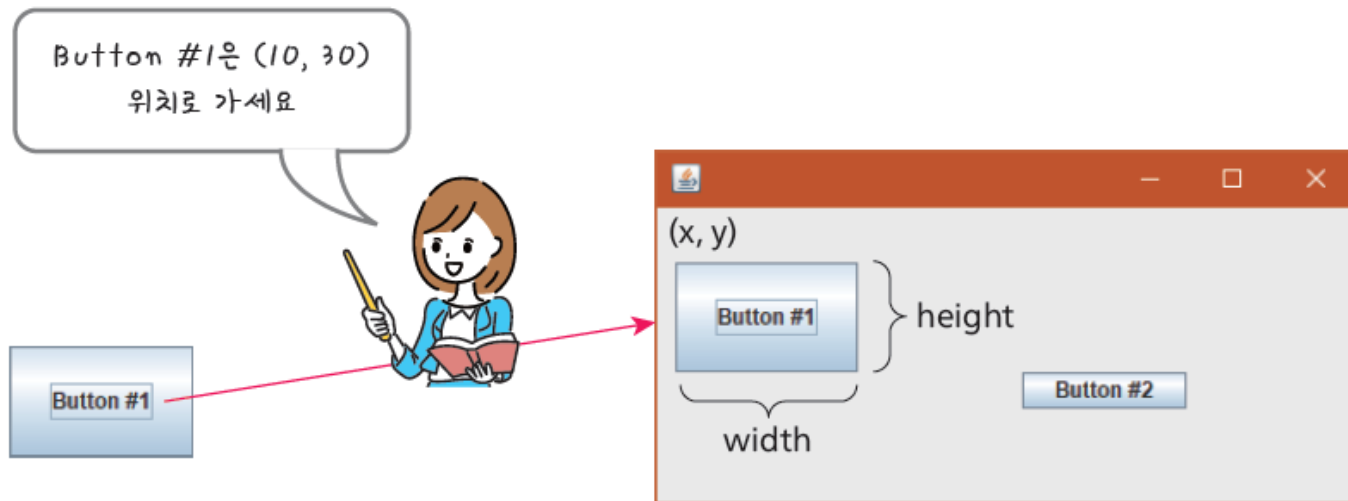 Button #1은 (10, 30)
위치로 가세요
(x, y)
Button #1
height
Button #2
width
Button #1